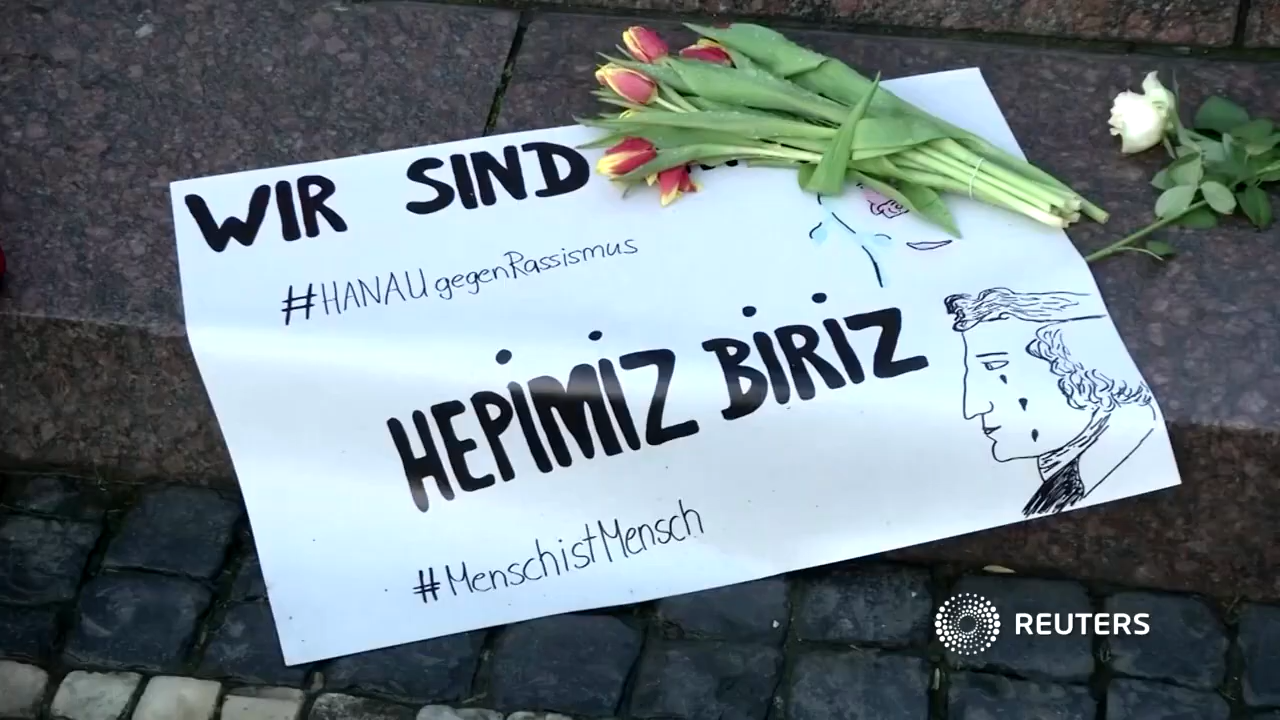 WIR SIND
#HANAUgegenRassismus
HEPİMİZ BİRİZ
#MenschistMensch
REUTERS